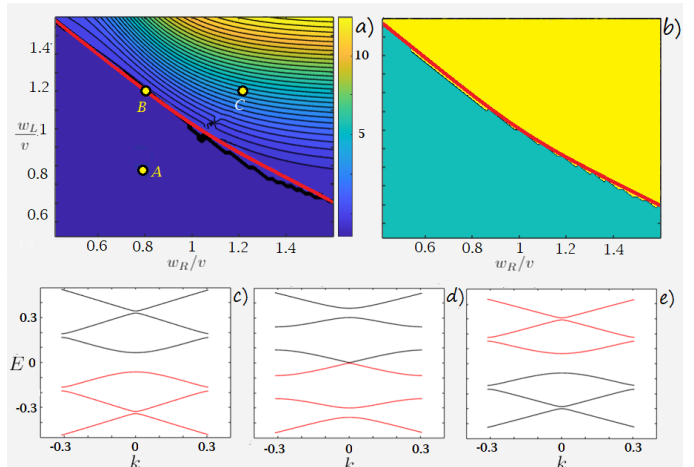 1.4
1.2
1
0.8
0.6
w_L/v
B
C
A
0.6 0.8 1 1.2 1.4
w_R/v
a)
10
5
b)
0.6 0.8 1 1.2 1.4
w_R/v
c)
d)
e)
0.3
0
-0.3
E
-0.3 0 0.3
k
-0.3 0 0.3
k
-0.3 0 0.3
k